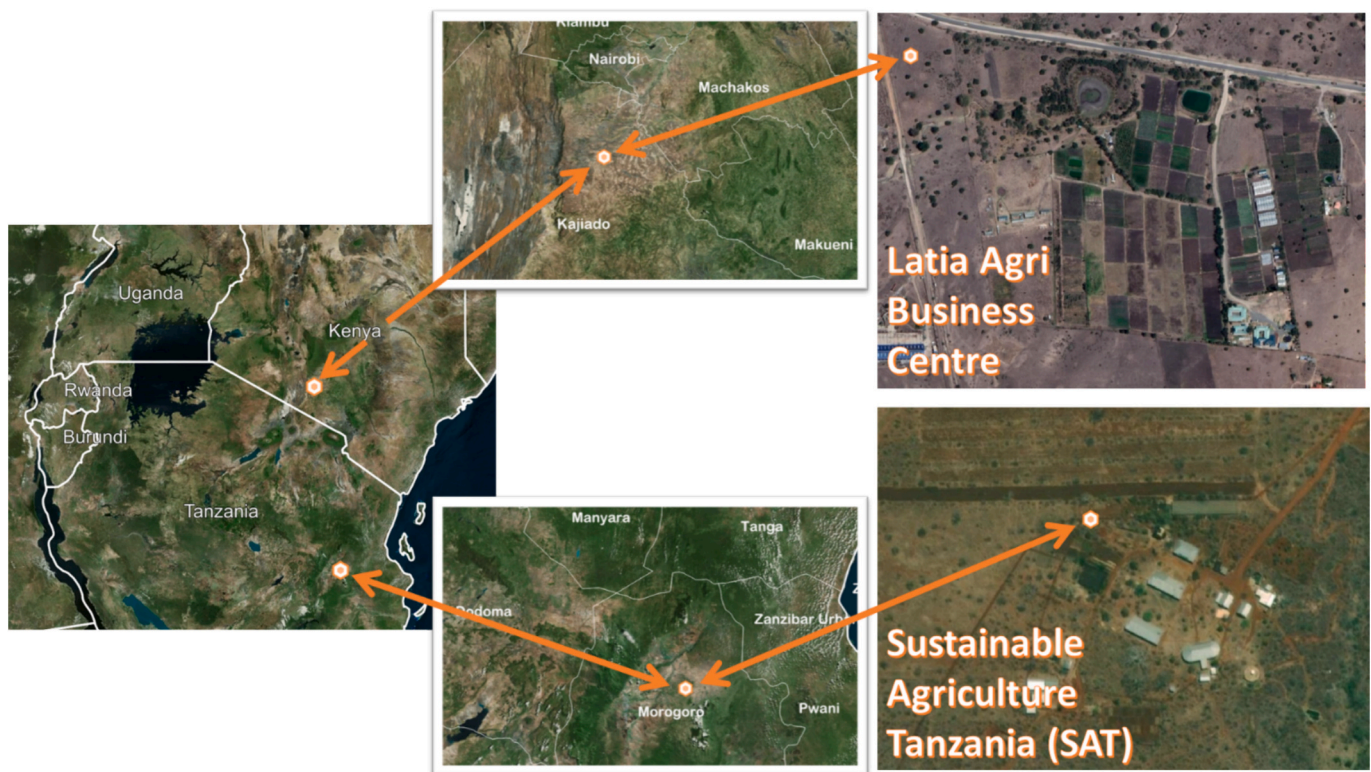 Uganda
Kenya
Rwanda
Burundi
Tanzania
Kiambu
Nairobi
Machakos
Kajiado
Makueni
Latia Agri
Business
Centre
Manyara
Tanga
Dodoma
Zanzibar Urb
Morogoro
Pwani
Sustainable
Agriculture
Tanzania (SAT)